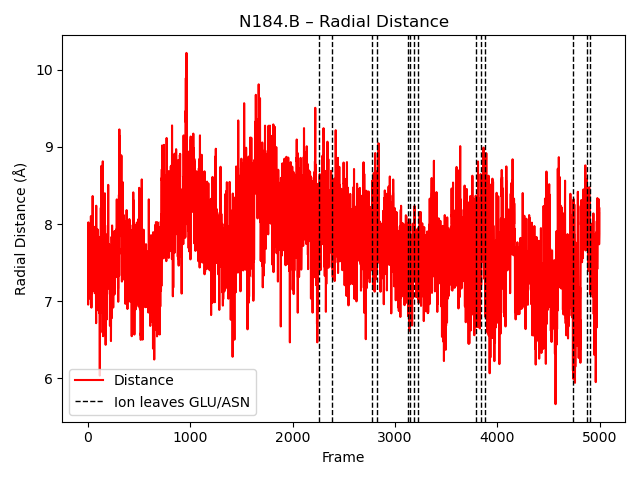 N184.B – Radial Distance
10
9
8
7
6
Radial Distance (Å)
Distance
Ion leaves GLU/ASN
0 1000 2000 3000 4000 5000
Frame